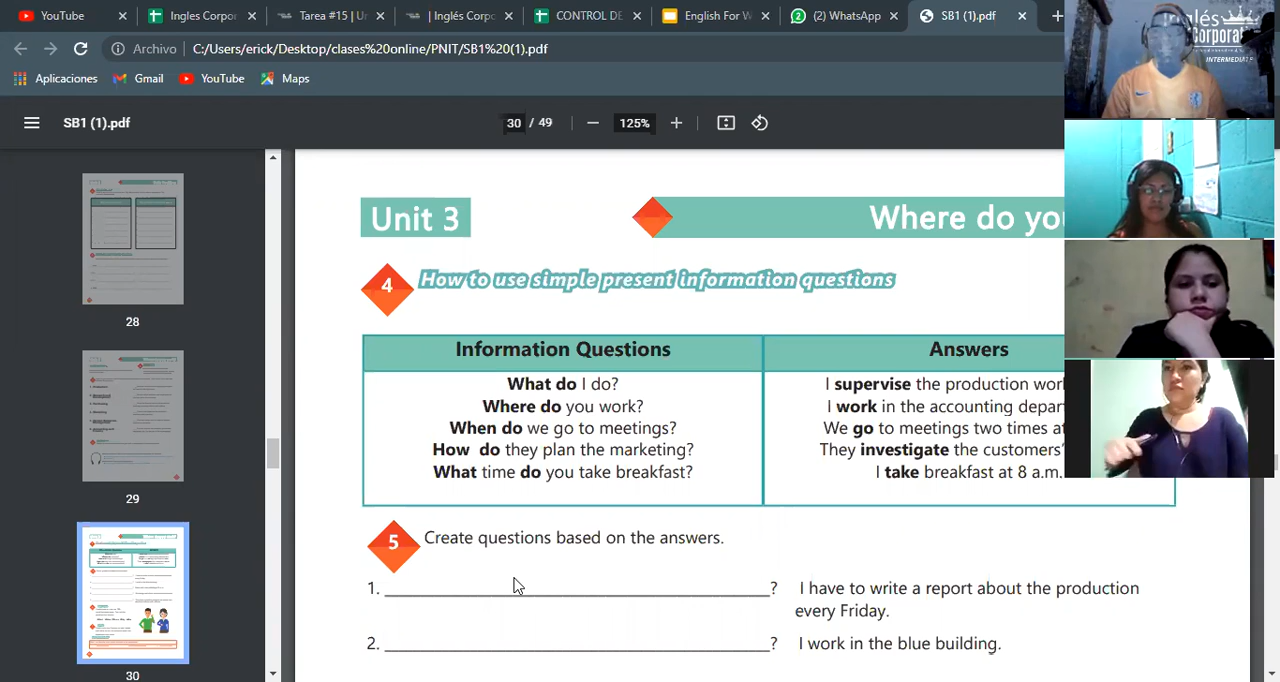 YouTube
Ingles Corpor
Tarea #15 | U
| Inglés Corpo
CONTROL DE
English For W
(2) WhatsApp
SB1 (1).pdf
Archivo
C:/Users/erick/Desktop/clases%20online/PNIT/SB1%20(1).pdf
Aplicaciones
Gmail
YouTube
Maps
Inglés
Corporat
INTERMEDIATE
SB1 (1).pdf
30 / 49
125%
28
29
30
Unit 3
Where do you
4 How to use simple present information questions
Information Questions
What do I do?
Where do you work?
When do we go to meetings?
How do they plan the marketing?
What time do you take breakfast?
Answers
I supervise the production wor
I work in the accounting depar
We go to meetings two times a
They investigate the customers'
I take breakfast at 8 a.m.
5 Create questions based on the answers.
1. ? I have to write a report about the production
every Friday.
2. ? I work in the blue building.